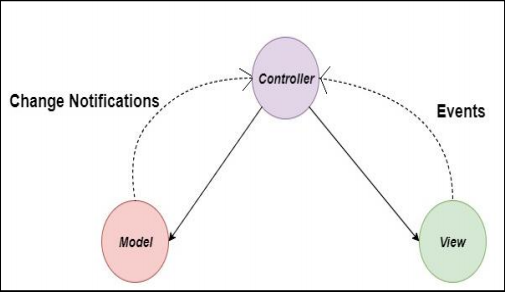 Controller
Change Notifications
Events
Model
View